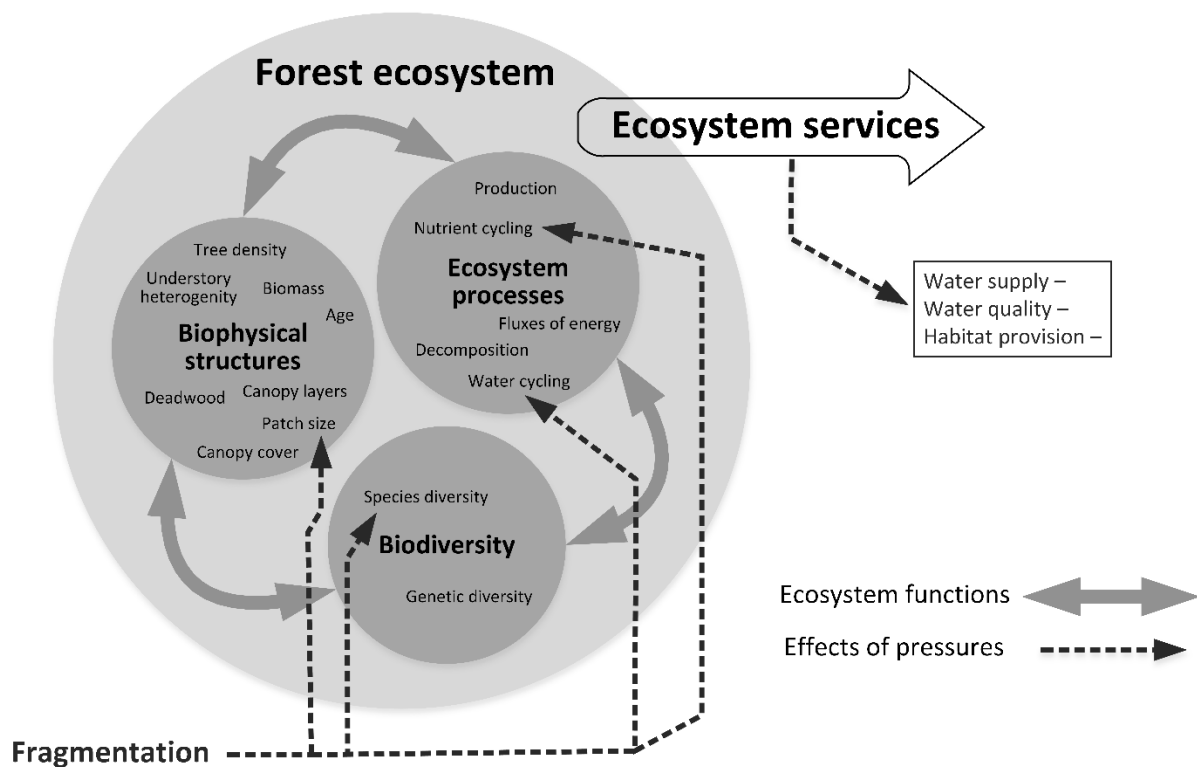 Forest ecosystem
Ecosystem services
Production
Nutrient cycling
Ecosystem
processes
Fluxes of energy
Decomposition
Water cycling
Tree density
Understory
heterogenity
Biomass
Age
Biophysical
structures
Deadwood
Canopy layers
Patch size
Canopy cover
Species diversity
Biodiversity
Genetic diversity
Water supply –
Water quality –
Habitat provision –
Ecosystem functions
Effects of pressures
Fragmentation